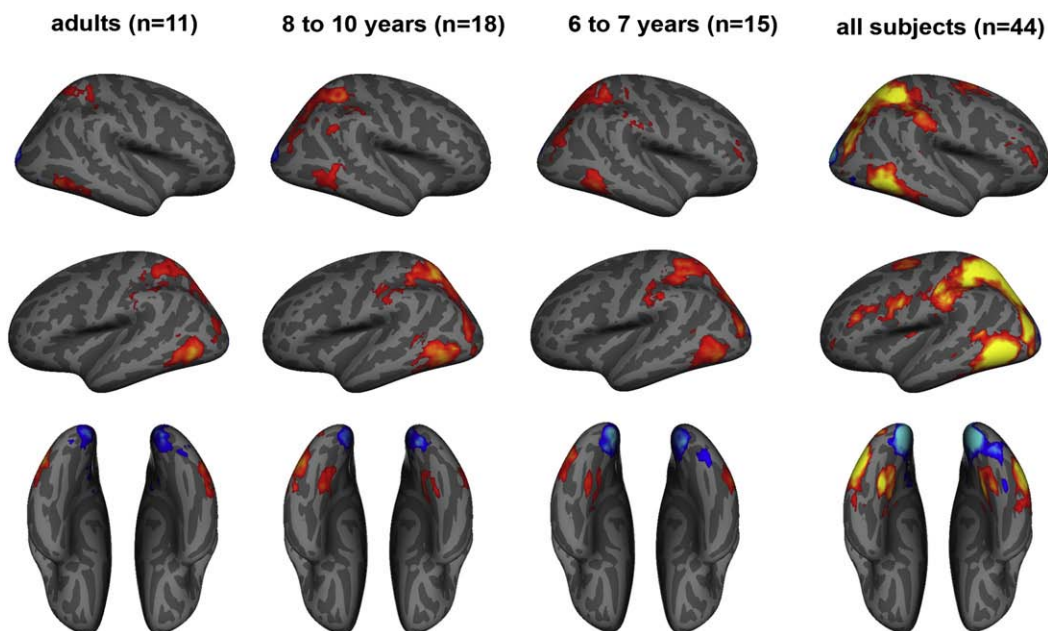 adults (n=11)
8 to 10 years (n=18)
6 to 7 years (n=15)
all subjects (n=44)